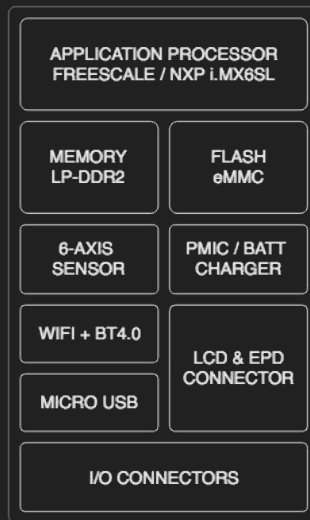 APPLICATION PROCESSOR
FREESCALE / NXP i.MX6SL
MEMORY
LP-DDR2
FLASH
eMMC
6-AXIS
SENSOR
PMIC / BATT
CHARGER
WIFI + BT4.0
LCD & EPD
CONNECTOR
MICRO USB
I/O CONNECTORS